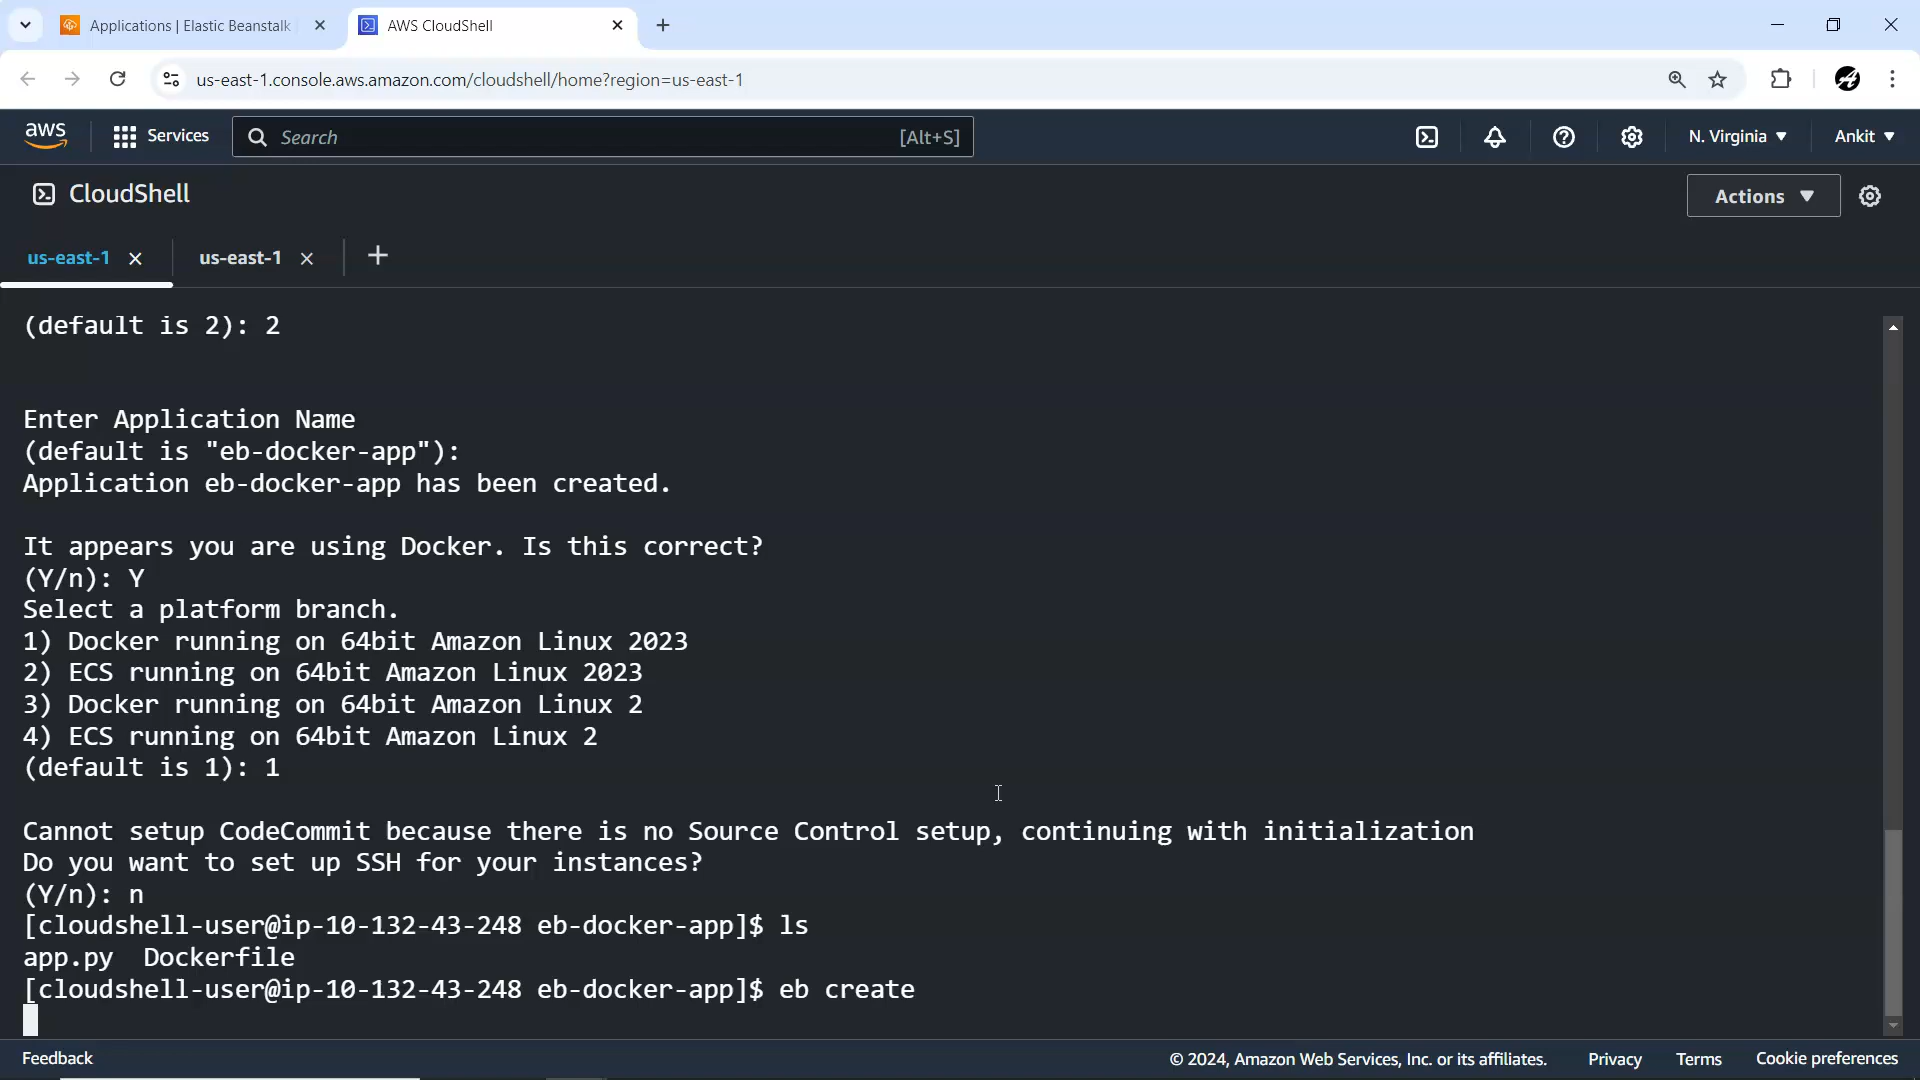 Applications | Elastic Beanstalk
AWS CloudShell
us-east-1.console.aws.amazon.com/cloudshell/home?region=us-east-1
aws
Services
Search
[Alt+S]
N. Virginia
Ankit
CloudShell
Actions
us-east-1
us-east-1
(default is 2): 2
Enter Application Name
(default is "eb-docker-app"):
Application eb-docker-app has been created.
It appears you are using Docker. Is this correct?
(Y/n): Y
Select a platform branch.
1) Docker running on 64bit Amazon Linux 2023
2) ECS running on 64bit Amazon Linux 2023
3) Docker running on 64bit Amazon Linux 2
4) ECS running on 64bit Amazon Linux 2
(default is 1): 1
Cannot setup CodeCommit because there is no Source Control setup, continuing with initialization
Do you want to set up SSH for your instances?
(Y/n): n
[cloudshell-user@ip-10-132-43-248 eb-docker-app]$ ls
app.py  Dockerfile
[cloudshell-user@ip-10-132-43-248 eb-docker-app]$ eb create
Feedback
© 2024, Amazon Web Services, Inc. or its affiliates.
Privacy
Terms
Cookie preferences